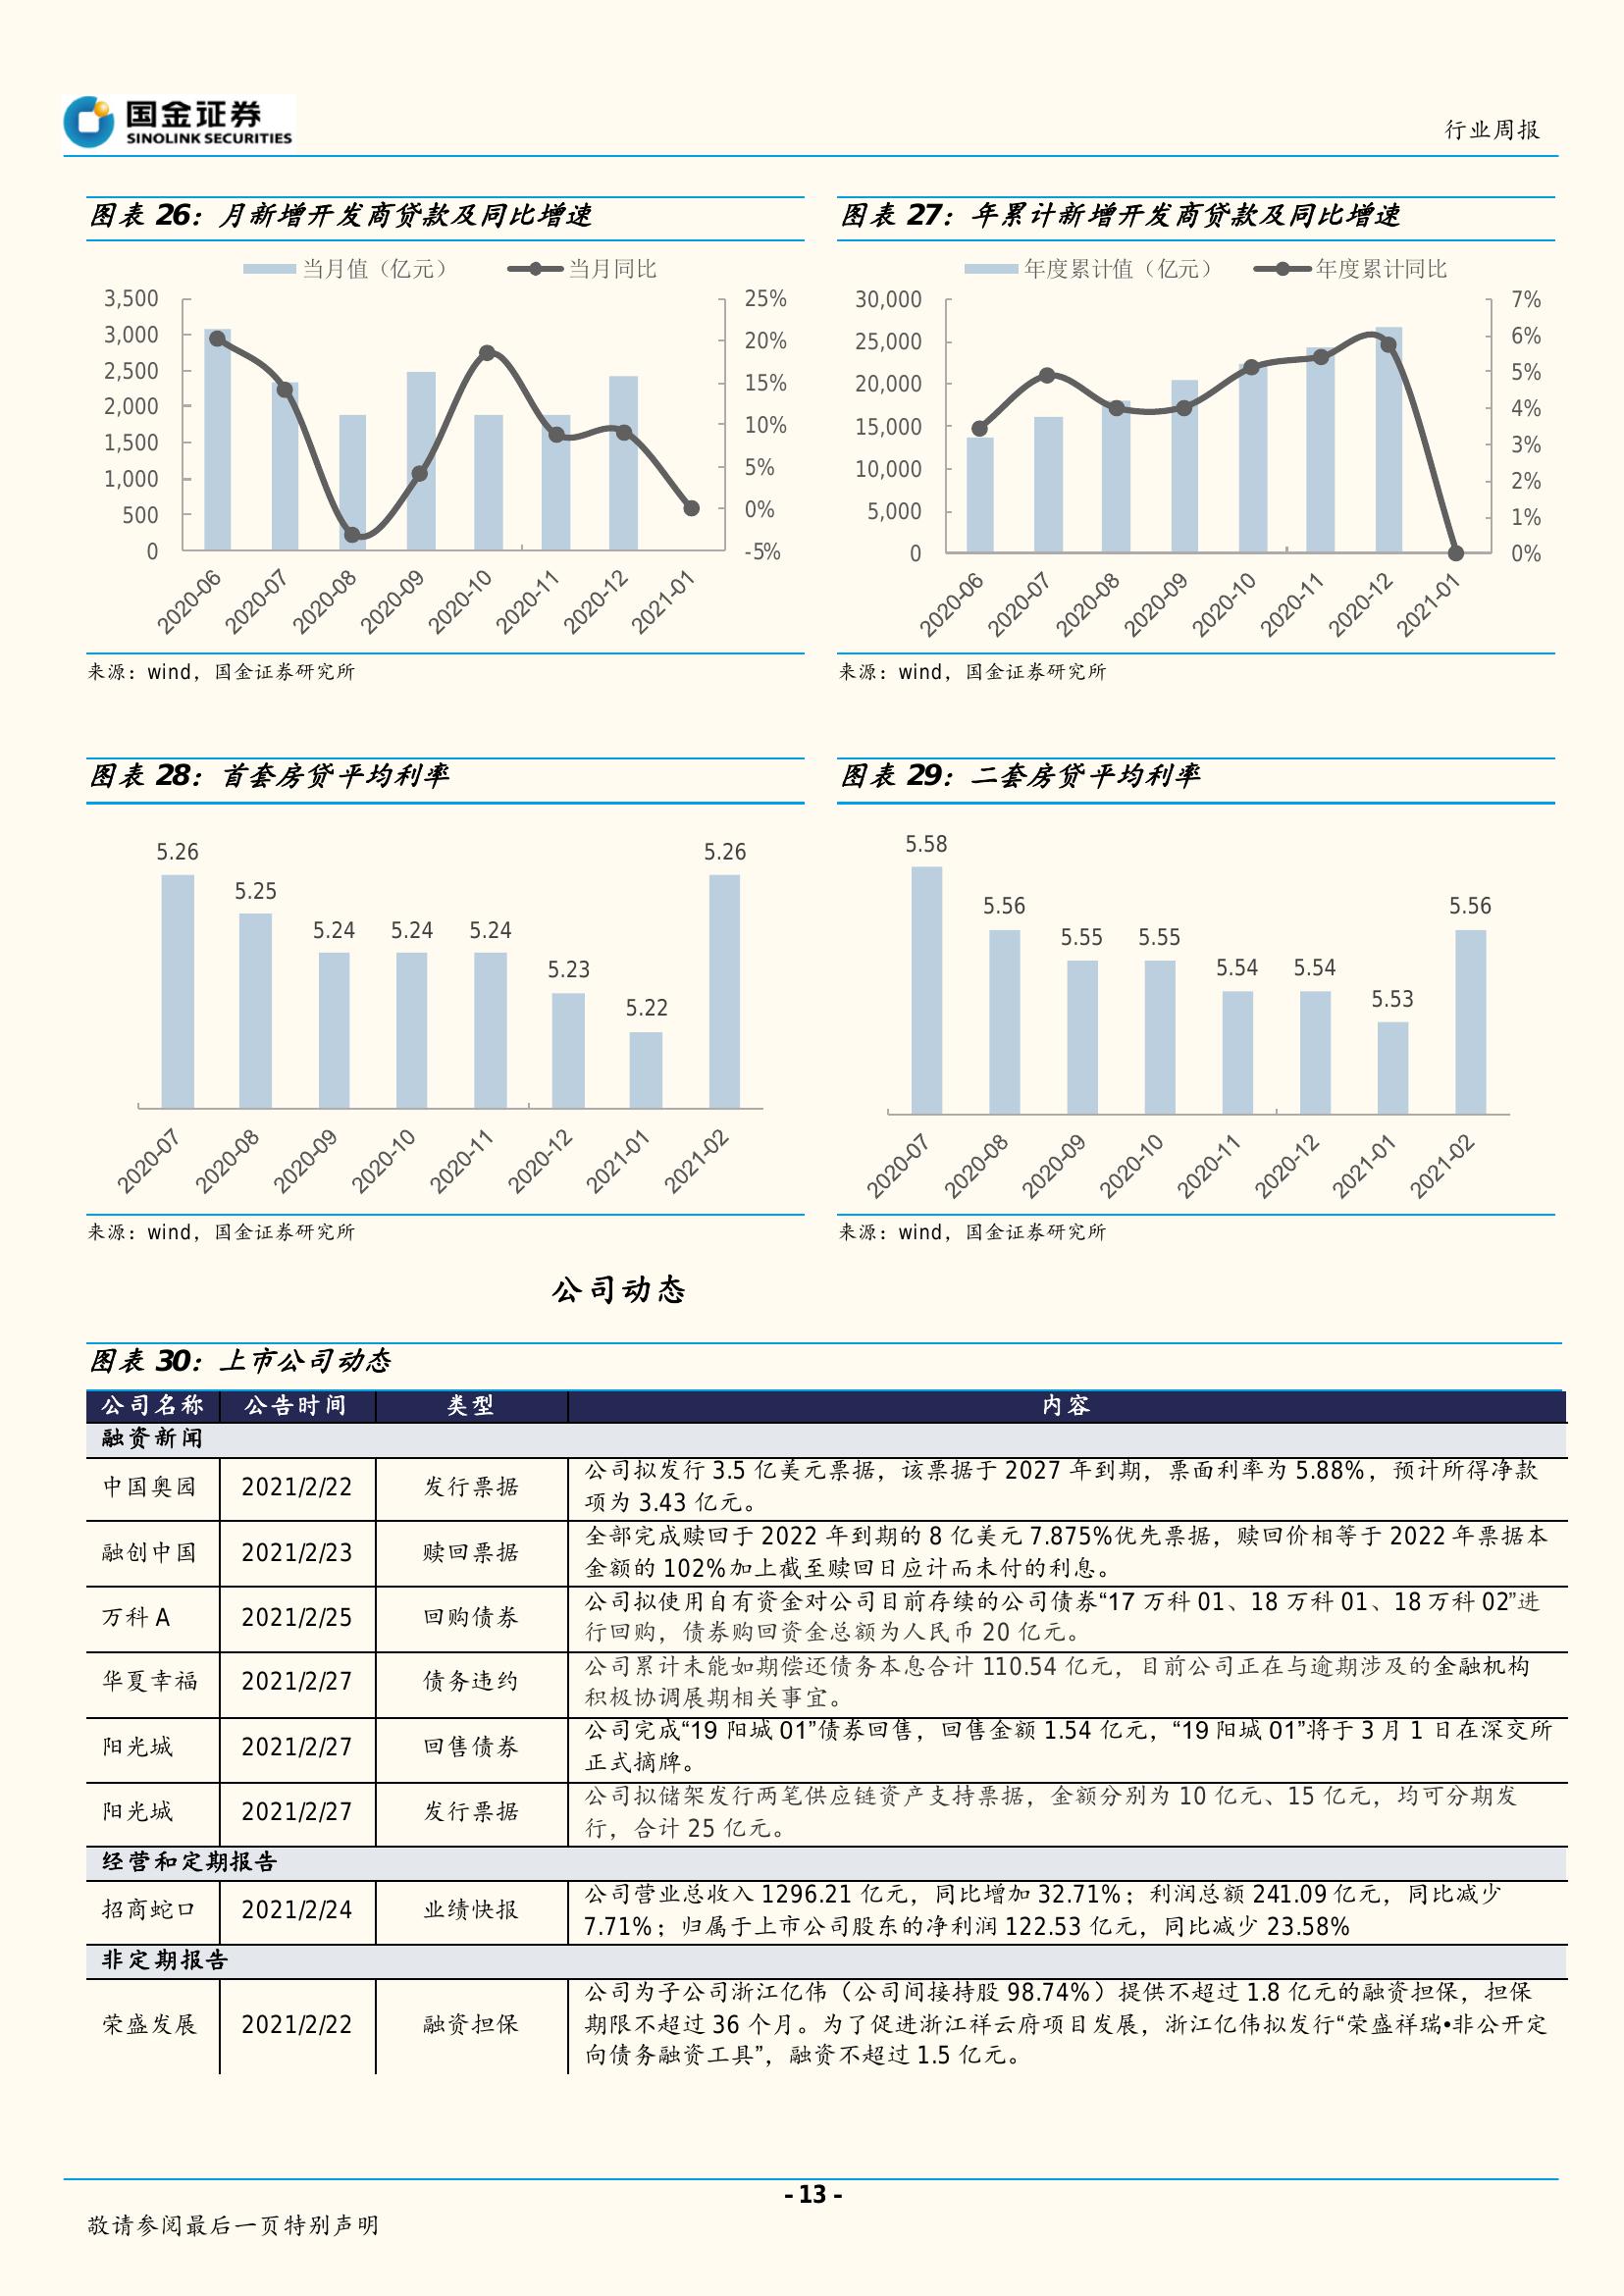 国金证券
SINOLINK SECURITIES
行业周报
图表 26：月新增开发商贷款及同比增速
当月值（亿元） 当月同比
3,500
3,000
2,500
2,000
1,500
1,000
500
0
25%
20%
15%
10%
5%
0%
-5%
2020-06 2020-07 2020-08 2020-09 2020-10 2020-11 2020-12 2021-01
来源：wind，国金证券研究所
图表 27：年累计新增开发商贷款及同比增速
年度累计值（亿元） 年度累计同比
30,000
25,000
20,000
15,000
10,000
5,000
0
7%
6%
5%
4%
3%
2%
1%
0%
2020-06 2020-07 2020-08 2020-09 2020-10 2020-11 2020-12 2021-01
来源：wind，国金证券研究所
图表 28：首套房贷平均利率
5.26 5.25 5.24 5.24 5.24 5.23 5.22 5.26
2020-07 2020-08 2020-09 2020-10 2020-11 2020-12 2021-01 2021-02
来源：wind，国金证券研究所
图表 29：二套房贷平均利率
5.58 5.56 5.55 5.55 5.54 5.54 5.53 5.56
2020-07 2020-08 2020-09 2020-10 2020-11 2020-12 2021-01 2021-02
来源：wind，国金证券研究所
公司动态
图表 30：上市公司动态
公司名称 公告时间 类型 内容
融资新闻
中国奥园 2021/2/22 发行票据 公司拟发行 3.5 亿美元票据，该票据于 2027 年到期，票面利率为 5.88%，预计所得净款
项为 3.43 亿元。
融创中国 2021/2/23 赎回票据 全部完成赎回于 2022 年到期的 8 亿美元 7.875%优先票据，赎回价相等于 2022 年票据本
金额的 102%加上截至赎回日应计而未付的利息。
万科 A 2021/2/25 回购债券 公司拟使用自有资金对公司目前存续的公司债券“17 万科 01、18 万科 01、18 万科 02”进
行回购，债券购回资金总额为人民币 20 亿元。
华夏幸福 2021/2/27 债务违约 公司累计未能如期偿还债务本息合计 110.54 亿元，目前公司正在与逾期涉及的金融机构
积极协调展期相关事宜。
阳光城 2021/2/27 回售债券 公司完成“19 阳城 01”债券回售，回售金额 1.54 亿元，“19 阳城 01”将于 3 月 1 日在深交所
正式摘牌。
阳光城 2021/2/27 发行票据 公司拟储架发行两笔供应链资产支持票据，金额分别为 10 亿元、15 亿元，均可分期发
行，合计 25 亿元。
经营和定期报告
招商蛇口 2021/2/24 业绩快报 公司营业总收入 1296.21 亿元，同比增加 32.71%；利润总额 241.09 亿元，同比减少
7.71%；归属于上市公司股东的净利润 122.53 亿元，同比减少 23.58%
非定期报告
荣盛发展 2021/2/22 融资担保 公司为子公司浙江亿伟（公司间接持股 98.74%）提供不超过 1.8 亿元的融资担保，担保
期限不超过 36 个月。为了促进浙江祥云府项目发展，浙江亿伟拟发行“荣盛祥瑞•非公开定
向债务融资工具”，融资不超过 1.5 亿元。
- 13 -
敬请参阅最后一页特别声明